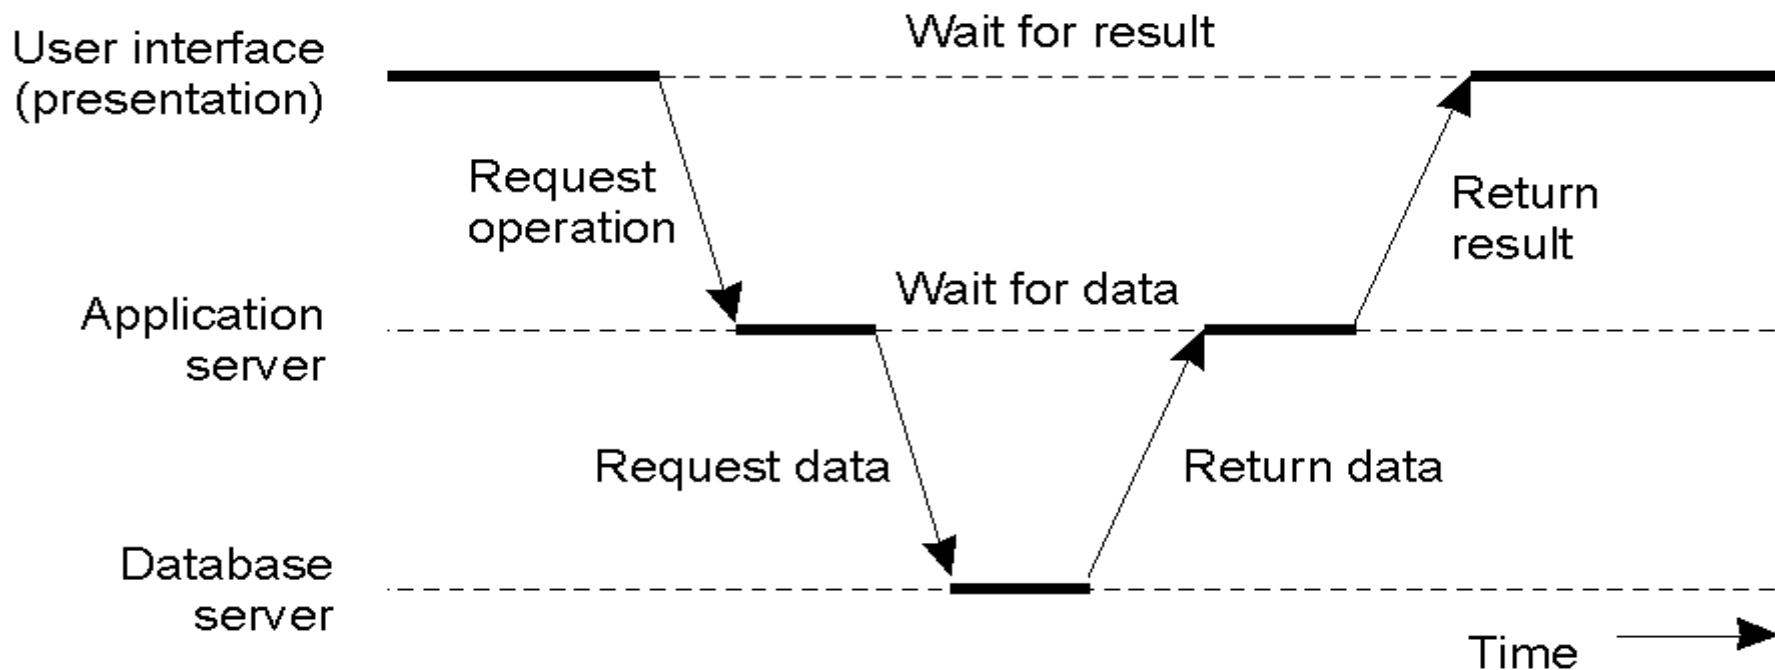 Wait for result
User interface
(presentation)
Request
operation
Return
result
Wait for data
Application
server
Request data
Return data
Database
server
Time